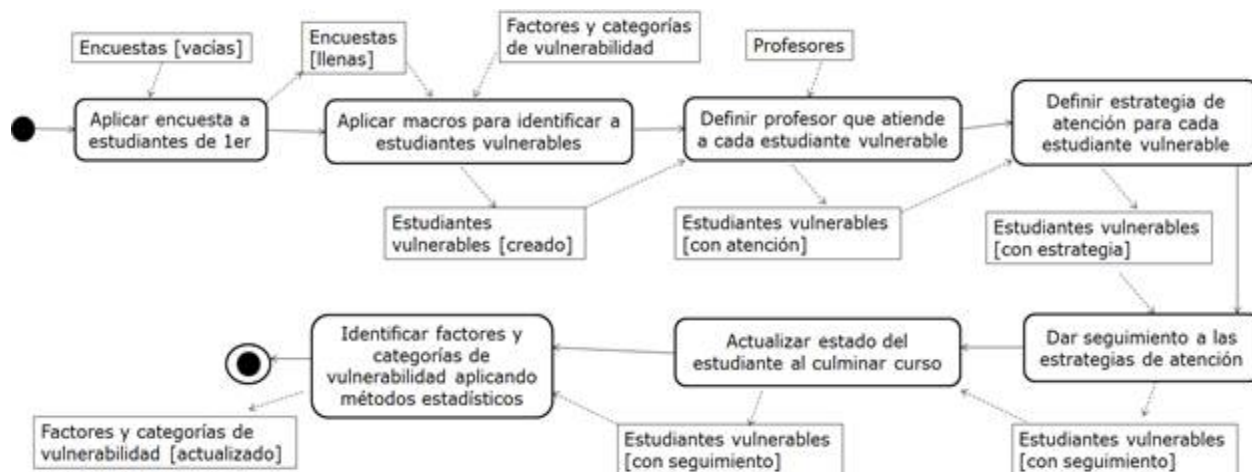 Encuestas [vacías]
Encuestas
[llenas]
Factores y categorías
de vulnerabilidad
Profesores
Aplicar encuesta a
estudiantes de 1er
Aplicar macros para identificar a
estudiantes vulnerables
Definir profesor que atiende
a cada estudiante vulnerable
Definir estrategia de
atención para cada
estudiante vulnerable
Estudiantes
vulnerables [creado]
Estudiantes vulnerables
[con atención]
Estudiantes vulnerables
[con estrategia]
Identificar factores y
categorías de
vulnerabilidad aplicando
métodos estadísticos
Actualizar estado del
estudiante al culminar curso
Dar seguimiento a las
estrategias de atención
Factores y categorías de
vulnerabilidad [actualizado]
Estudiantes vulnerables
[con seguimiento]
Estudiantes vulnerables
[con seguimiento]